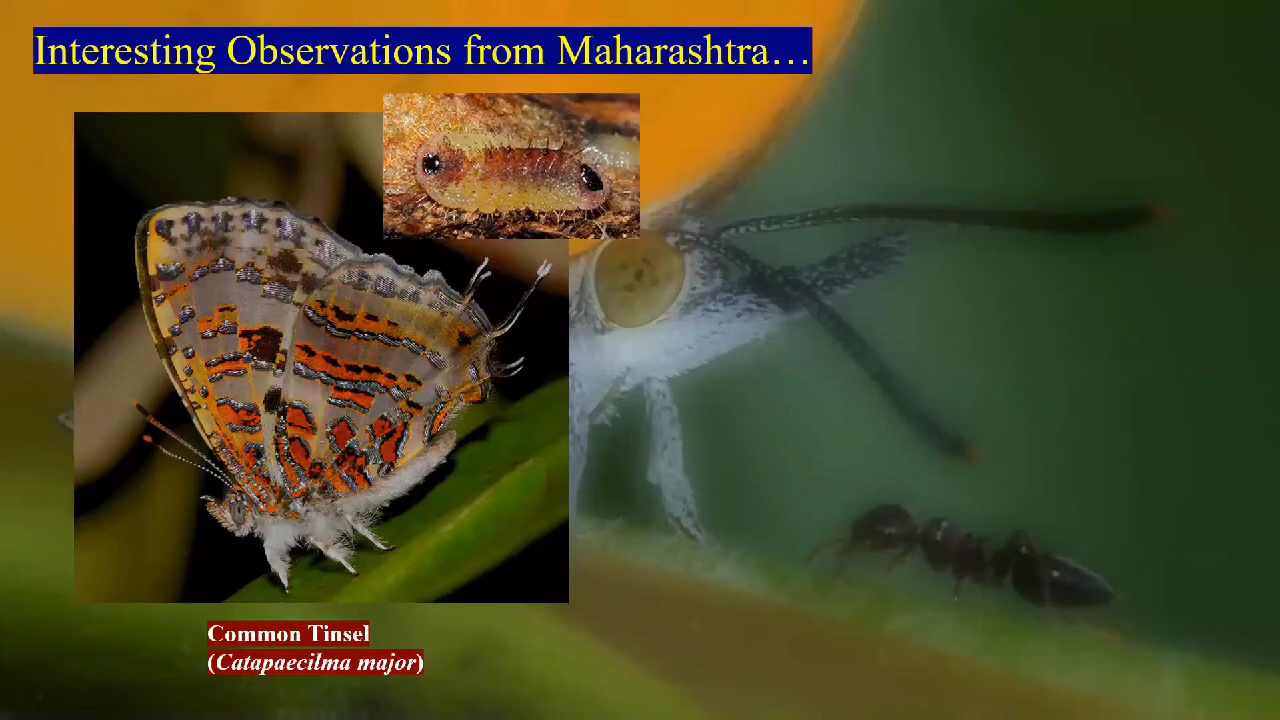 Interesting Observations from Maharashtra…
Common Tinsel
(Catapaecilma major)